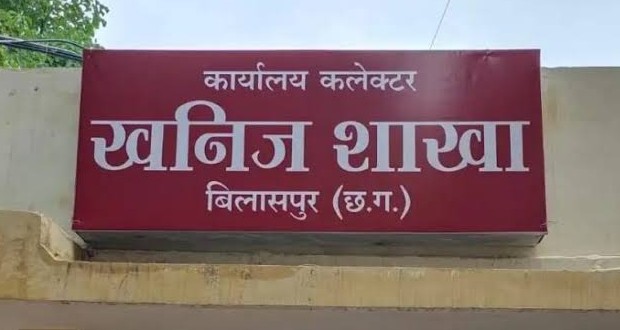 कार्यालय कलेक्टर
खनिज शाखा
बिलासपुर (छ.ग.)